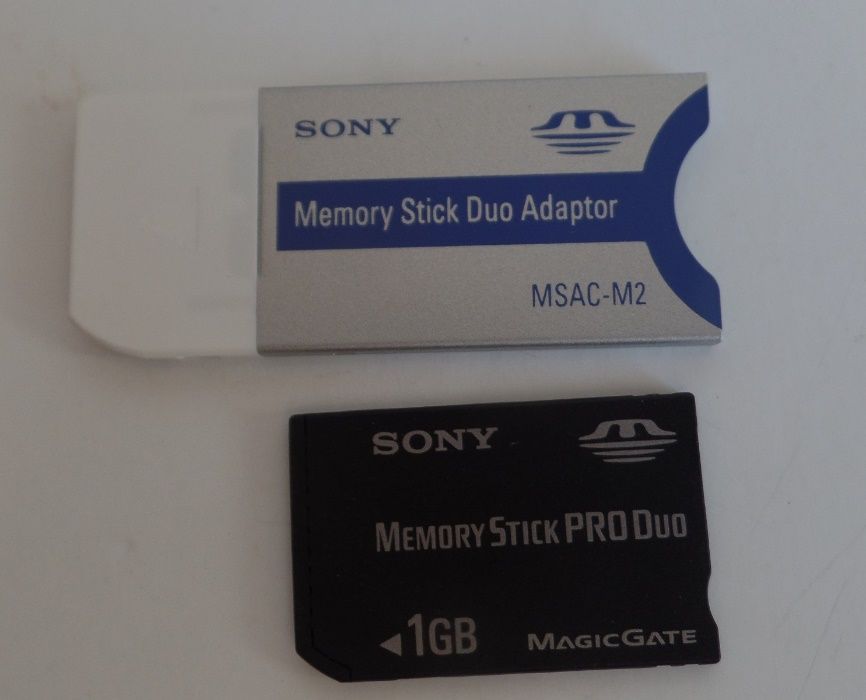 SONY
Memory Stick Duo Adaptor
MSAC-M2
SONY
MEMORY STICK PRO DUO
◄1GB MAGICGATE